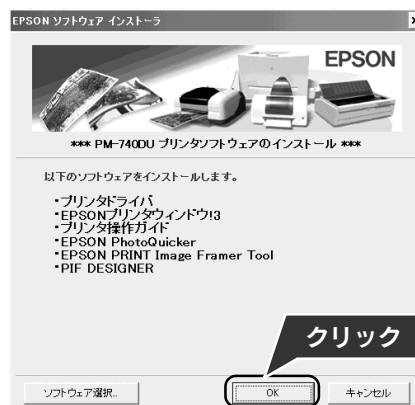 EPSON ソフトウェア インストーラ
EPSON
*** PM-740DU プリンタソフトウェアのインストール ***
以下のソフトウェアをインストールします。
・プリンタドライバ
・EPSONプリンタウィンドウ!3
・プリンタ操作ガイド
・EPSON PhotoQuicker
・EPSON PRINT Image Framer Tool
・PIF DESIGNER
クリック
ソフトウェア選択...
OK
キャンセル